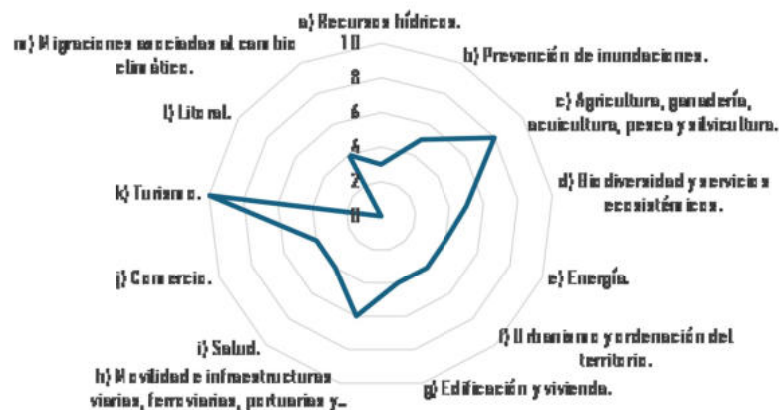 a) Recursos hídricos.
b) Prevención de inundaciones.
c) Agricultura, ganadería,
acuicultura, pesca y silvicultura.
d) Biodiversidad y servicios
ecosistémicos.
e) Energía.
f) Urbanismo y ordenación del
territorio.
g) Edificación y vivienda.
h) Movilidad e infraestructuras
viarias, ferroviarias, portuarias y...
i) Salud.
j) Comercio.
k) Turismo.
l) Litoral.
m) Migraciones asociadas al cambio
climático.
10
8
6
4
2
0